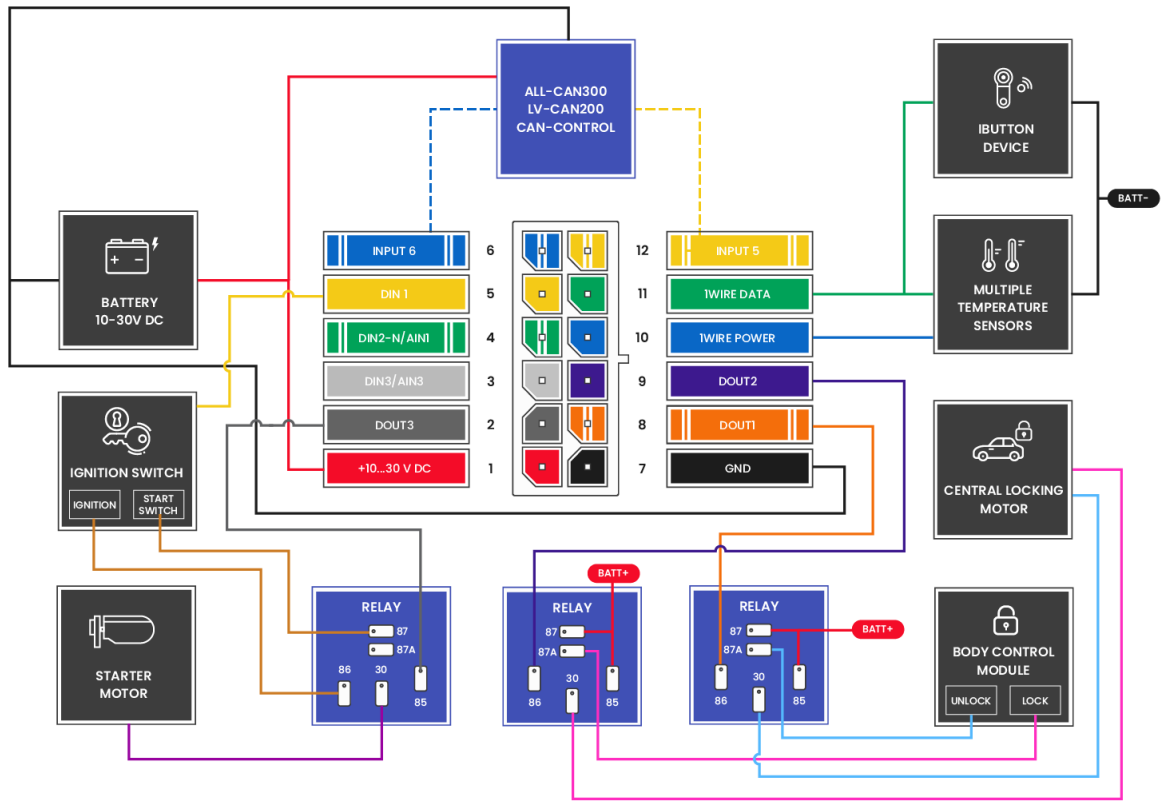 ALL-CAN300
LV-CAN200
CAN-CONTROL
IBUTTON
DEVICE
BATT-
BATTERY
10-30V DC
MULTIPLE
TEMPERATURE
SENSORS
INPUT 6
6
12
INPUT 5
DIN 1
5
11
1WIRE DATA
DIN2-N/AIN1
4
10
1WIRE POWER
DIN3/AIN3
3
9
DOUT2
DOUT3
2
8
DOUT1
+10...30 V DC
1
7
GND
IGNITION SWITCH
IGNITION
START
SWITCH
CENTRAL LOCKING
MOTOR
STARTER
MOTOR
RELAY
87
87A
86
30
85
BATT+
RELAY
87
87A
30
86
85
RELAY
87
87A
30
86
85
BATT+
BODY CONTROL
MODULE
UNLOCK
LOCK